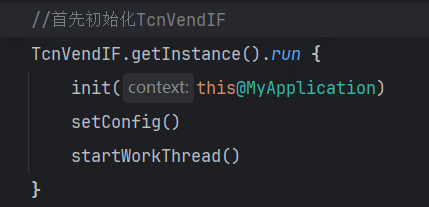 //首先初始化TcnVendIF
TcnVendIF.getInstance().run {
init( context: this@MyApplication)
setConfig()
startWorkThread()
}